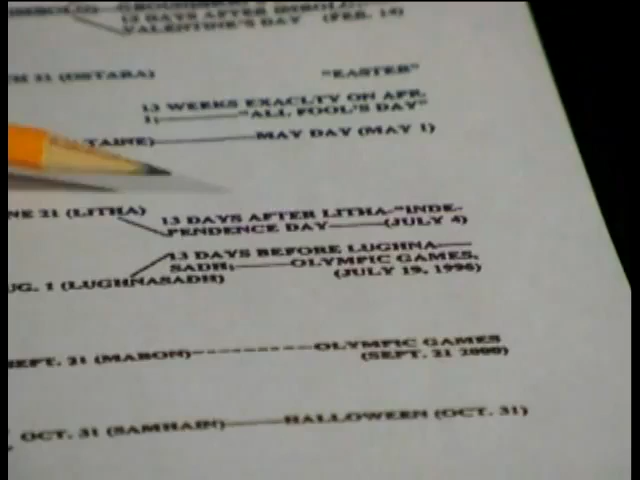 13 DAYS AFTER
VALENTINE'S DAY (FEB. 14)
21 (OSTARA) "EASTER"
13 WEEKS EXACLTY ON APR.
1; "ALL FOOL'S DAY"
TAINE) MAY DAY (MAY 1)
NE 21 (LITHA) 13 DAYS AFTER LITHA-"INDE-
PENDENCE DAY (JULY 4)
13 DAYS BEFORE LUGHNA-
SADH; OLYMPIC GAMES,
UG. 1 (LUGHNASADH) (JULY 19, 1996)
SEPT. 21 (MABON)---------OLYMPIC GAMES
(SEPT. 21 2000)
OCT. 31 (SAMHAIN) HALLOWEEN (OCT. 31)